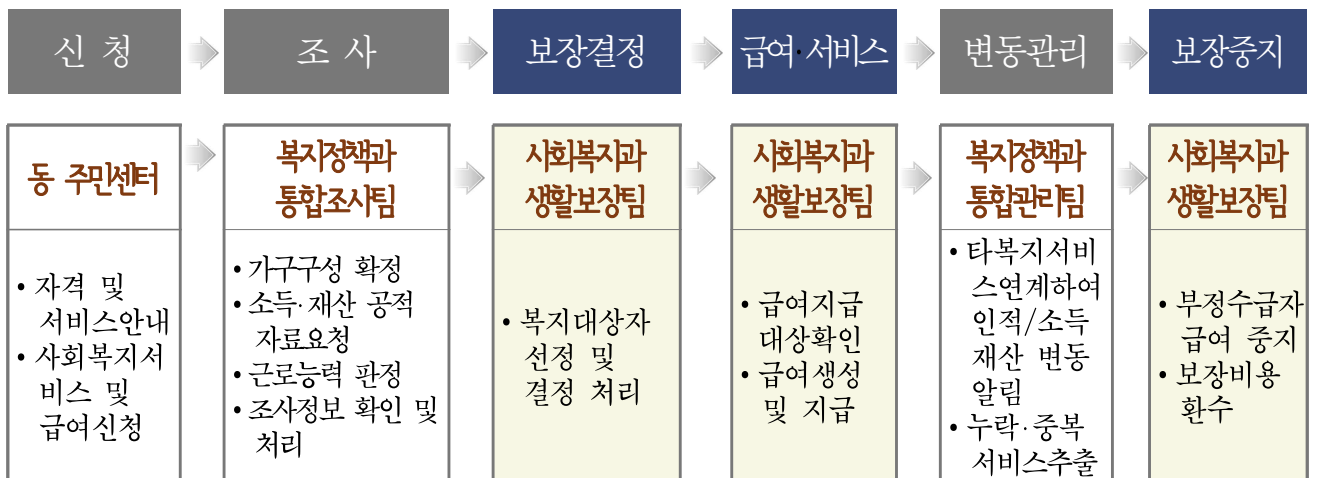 신 청
조 사
보장결정
급여·서비스
변동관리
보장중지
동 주민센터
• 자격 및
서비스안내
• 사회복지서
비스 및
급여신청
복지정책과
통합조사팀
• 가구구성 확정
• 소득·재산 공적
자료요청
• 근로능력 판정
• 조사정보 확인 및
처리
사회복지과
생활보장팀
• 복지대상자
선정 및
결정 처리
사회복지과
생활보장팀
• 급여지급
대상확인
• 급여생성
및 지급
복지정책과
통합관리팀
• 타복지서비
스연계하여
인적/소득
재산 변동
알림
• 누락·중복
서비스추출
사회복지과
생활보장팀
• 부정수급자
급여 중지
• 보장비용
환수